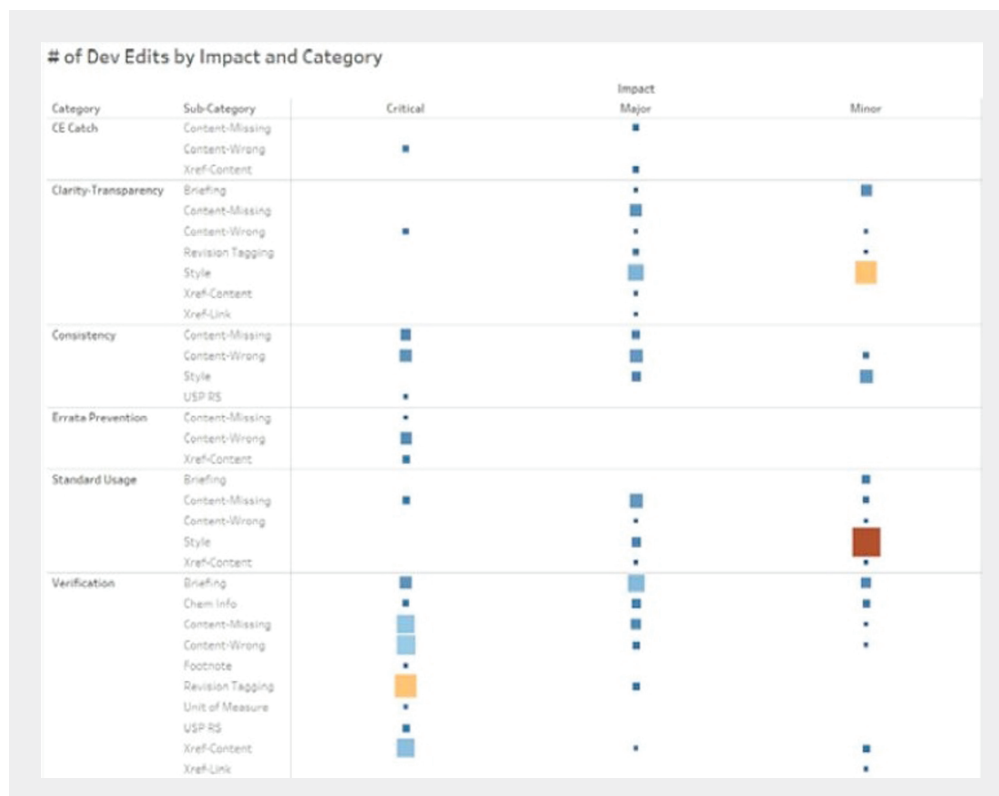 # of Dev Edits by Impact and Category
Impact
Category Sub-Category Critical Major Minor
CE Catch Content-Missing
Content-Wrong
Xref-Content
Clarity-Transparency Briefing
Content-Missing
Content-Wrong
Revision Tagging
Style
Xref-Content
Xref-Link
Consistency Content-Missing
Content-Wrong
Style
USP RS
Errata Prevention Content-Missing
Content-Wrong
Xref-Content
Standard Usage Briefing
Content-Missing
Content-Wrong
Style
Xref-Content
Verification Briefing
Chem Info
Content-Missing
Content-Wrong
Footnote
Revision Tagging
Unit of Measure
USP RS
Xref-Content
Xref-Link